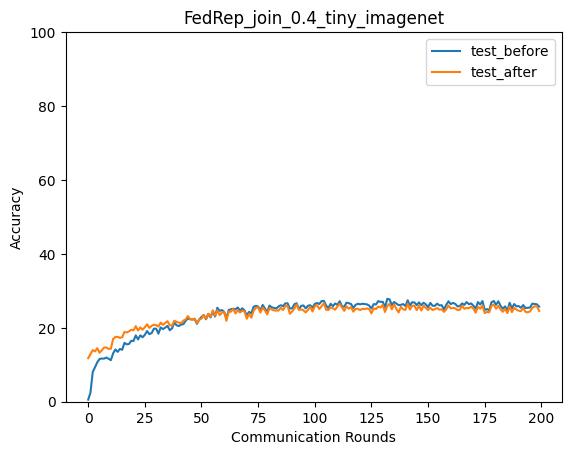 FedRep_join_0.4_tiny_imagenet
100
80
60
40
20
0
Accuracy
test_before
test_after
0 25 50 75 100 125 150 175 200
Communication Rounds